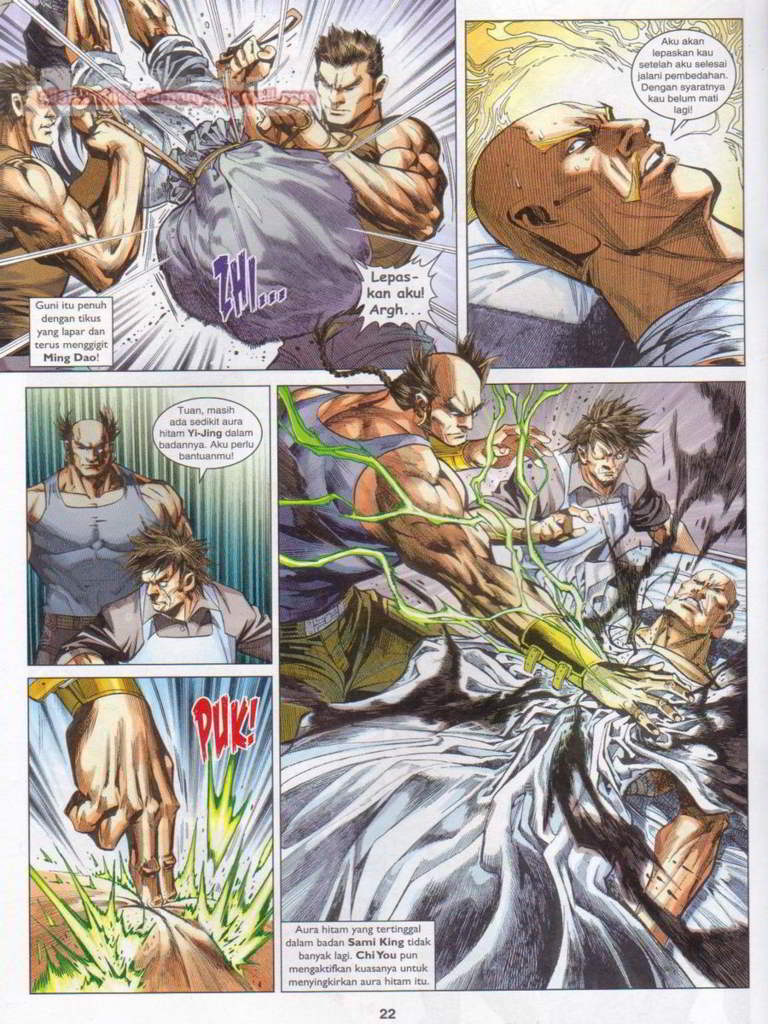 ZHI...
Lepas-
kan aku!
Argh...
Guni itu penuh
dengan tikus
yang lapar dan
terus menggigit
Ming Dao!
Aku akan
lepaskan kau
setelah aku selesai
jalani pembedahan.
Dengan syaratnya
kau belum mati
lagi!
Tuan, masih
ada sedikit aura
hitam Yi-Jing dalam
badannya. Aku perlu
bantuanmu!
PUK!
Aura hitam yang tertinggal
dalam badan Sami King tidak
banyak lagi. Chi You pun
mengaktifkan kuasanya untuk
menyingkirkan aura hitam itu.
22